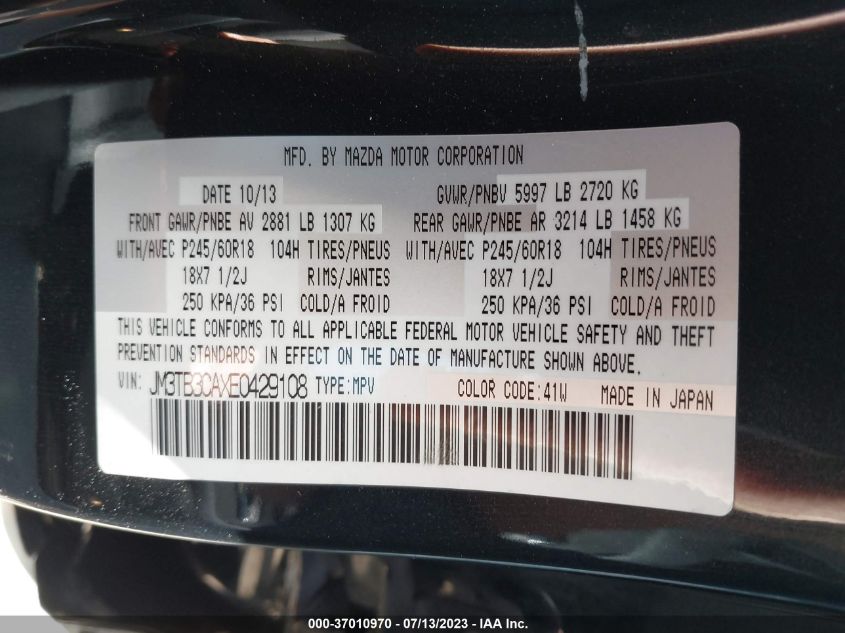 MFD. BY MAZDA MOTOR CORPORATION
DATE 10/13 GVWR/PNBV 5997 LB 2720 KG
FRONT GAWR/PNBE AV 2881 LB 1307 KG REAR GAWR/PNBE AR 3214 LB 1458 KG
WITH/AVEC P245/60R18 104H TIRES/PNEUS WITH/AVEC P245/60R18 104H TIRES/PNEUS
18X7 1/2J RIMS/JANTES 18X7 1/2J RIMS/JANTES
250 KPA/36 PSI COLD/A FROID 250 KPA/36 PSI COLD/A FROID
THIS VEHICLE CONFORMS TO ALL APPLICABLE FEDERAL MOTOR VEHICLE SAFETY AND THEFT
PREVENTION STANDARDS IN EFFECT ON THE DATE OF MANUFACTURE SHOWN ABOVE.
VIN: JM3TB3CAXE0429108 TYPE:MPV COLOR CODE:41W MADE IN JAPAN
000-37010970 - 07/13/2023 - IAA Inc.